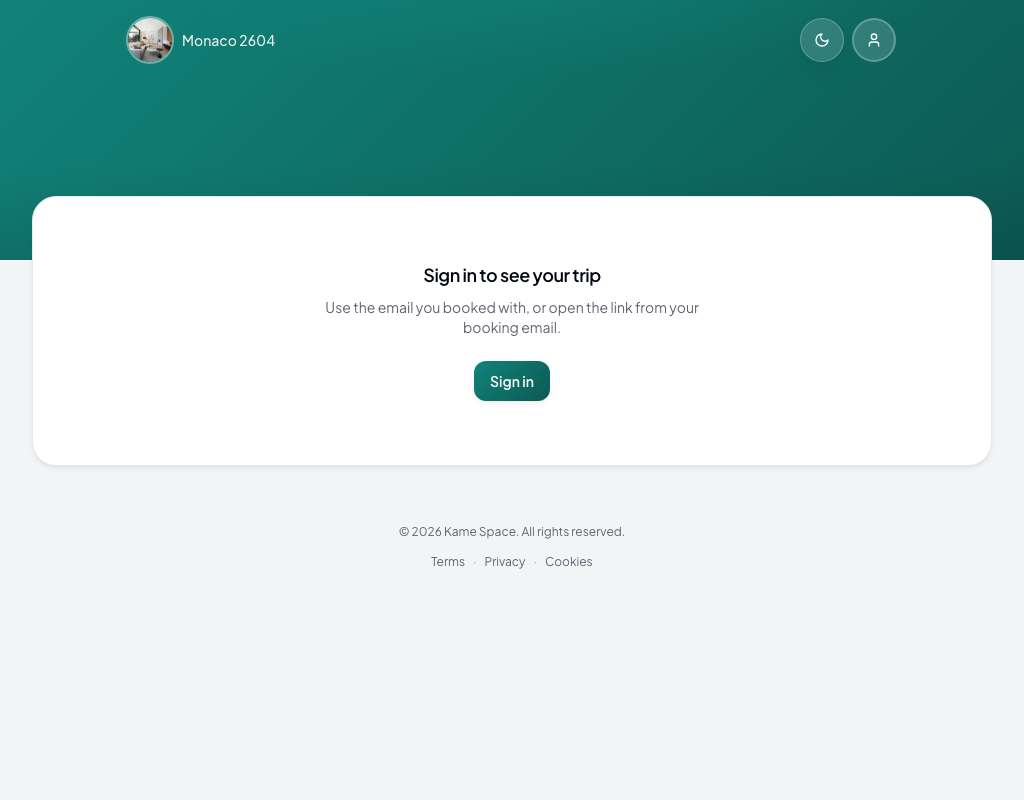 Monaco 2604
Sign in to see your trip
Use the email you booked with, or open the link from your
booking email.
Sign in
© 2026 Kame Space. All rights reserved.
Terms · Privacy · Cookies